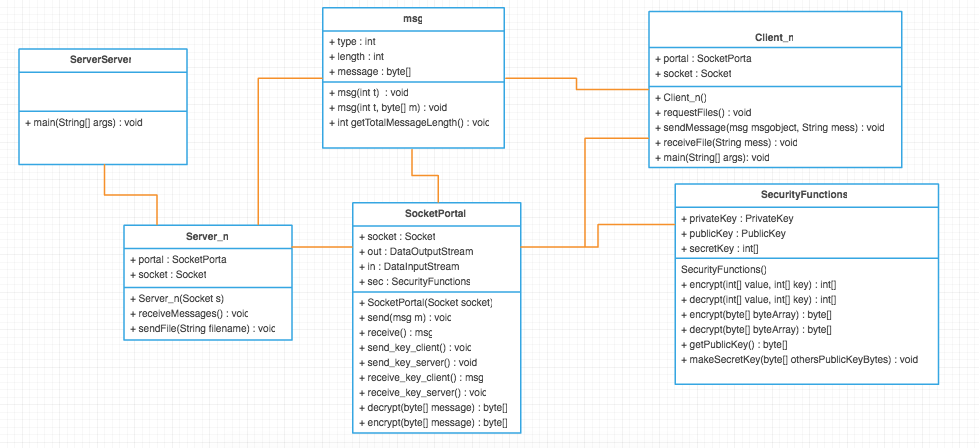 ServerServer
+ main(String[] args) : void
msg
+ type : int
+ length : int
+ message : byte[]
+ msg(int t) : void
+ msg(int t, byte[] m) : void
+ int getTotalMessageLength() : voic
Client_n
+ portal : SocketPorta
+ socket : Socket
+ Client_n()
+ requestFiles() : void
+ sendMessage(msg msgobject, String mess) : void
+ receiveFile(String mess) : void
+ main(String[] args): void
Server_n
+ portal : SocketPorta
+ socket : Socket
+ Server_n(Socket s)
+ receiveMessages() : void
+ sendFile(String filename) : voic
SocketPortal
+ socket : Socket
+ out : DataOutputStream
+ in : DataInputStream
+ sec : SecurityFunctions
+ SocketPortal(Socket socket)
+ send(msg m) : void
+ receive() : msg
+ send_key_client() : voic
+ send_key_server() : void
+ receive_key_client() : msg
+ receive_key_server() : voic
+ decrypt(byte[] message) : byte[]
+ encrypt(byte[] message) : byte[]
SecurityFunctions
+ privateKey : PrivateKey
+ publicKey : PublicKey
+ secretKey : int[]
SecurityFunctions()
+ encrypt(int[] value, int[] key) : int[]
+ decrypt(int[] value, int[] key) : int[]
+ encrypt(byte[] byteArray) : byte[]
+ decrypt(byte[] byteArray) : byte[]
+ getPublicKey() : byte[]
+ makeSecretKey(byte[] othersPublicKeyBytes) : void